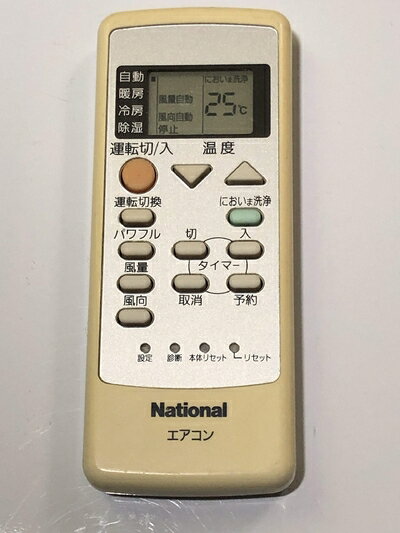 自動
暖房
冷房
除湿
におい洗浄
風量自動
25℃
風向自動
停止
運転切/入 温度
運転切換 におい洗浄
パワフル 切 入
風量 タイマー
風向 取消 予約
設定 診断 本体リセット リセット
National
エアコン